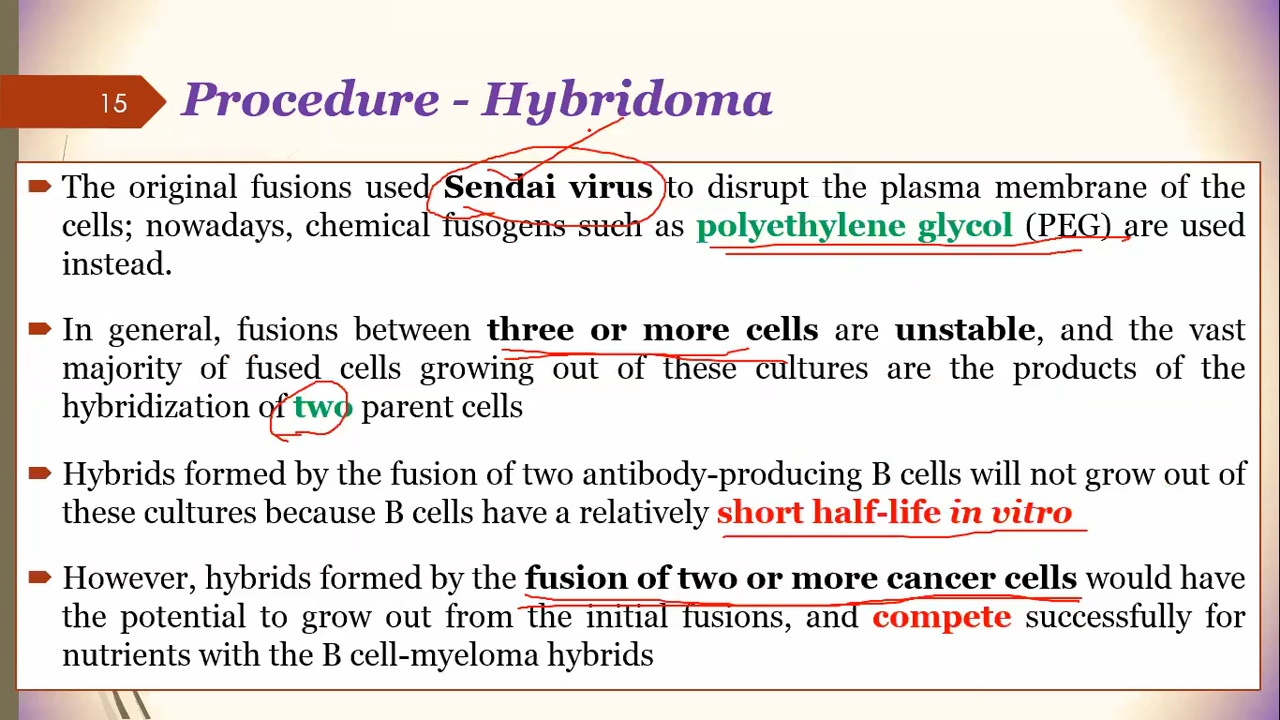 15
Procedure - Hybridoma
The original fusions used Sendai virus to disrupt the plasma membrane of the
cells; nowadays, chemical fusogens such as polyethylene glycol (PEG) are used
instead.
In general, fusions between three or more cells are unstable, and the vast
majority of fused cells growing out of these cultures are the products of the
hybridization of two parent cells
Hybrids formed by the fusion of two antibody-producing B cells will not grow out of
these cultures because B cells have a relatively short half-life in vitro
However, hybrids formed by the fusion of two or more cancer cells would have
the potential to grow out from the initial fusions, and compete successfully for
nutrients with the B cell-myeloma hybrids